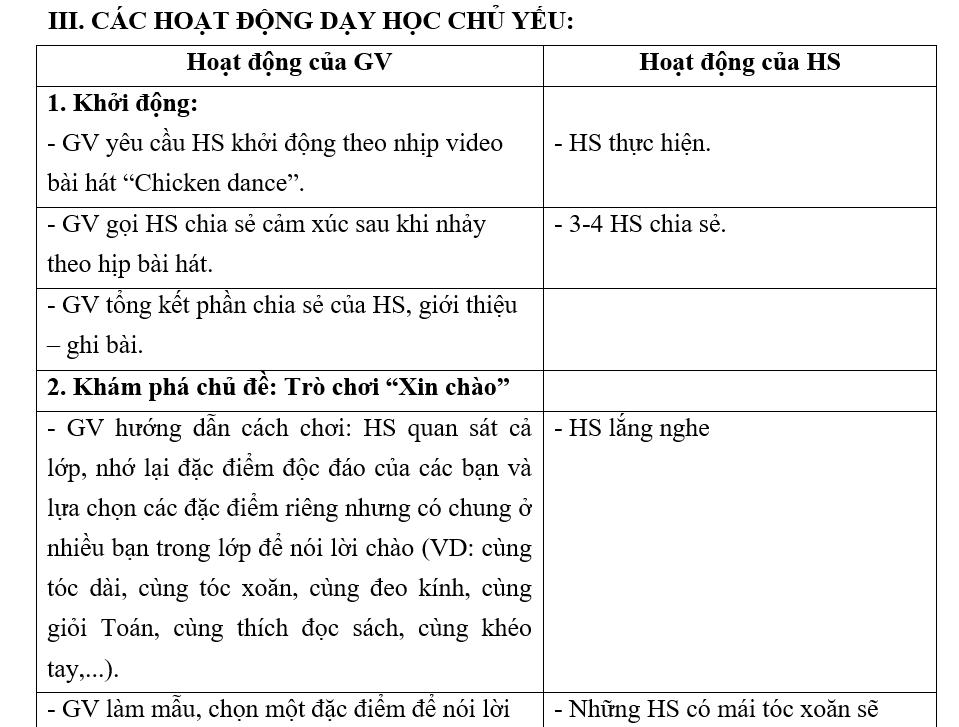 III. CÁC HOẠT ĐỘNG DẠY HỌC CHỦ YẾU:
Hoạt động của GV
Hoạt động của HS
1. Khởi động:
- GV yêu cầu HS khởi động theo nhịp video
bài hát “Chicken dance”.
- HS thực hiện.
- GV gọi HS chia sẻ cảm xúc sau khi nhảy
theo hịp bài hát.
- 3-4 HS chia sẻ.
- GV tổng kết phần chia sẻ của HS, giới thiệu
– ghi bài.
2. Khám phá chủ đề: Trò chơi “Xin chào”
- GV hướng dẫn cách chơi: HS quan sát cả
lớp, nhớ lại đặc điểm độc đáo của các bạn và
lựa chọn các đặc điểm riêng nhưng có chung ở
nhiều bạn trong lớp để nói lời chào (VD: cùng
tóc dài, cùng tóc xoăn, cùng đeo kính, cùng
giỏi Toán, cùng thích đọc sách, cùng khéo
tay,...).
- HS lắng nghe
- GV làm mẫu, chọn một đặc điểm để nói lời
- Những HS có mái tóc xoăn sẽ